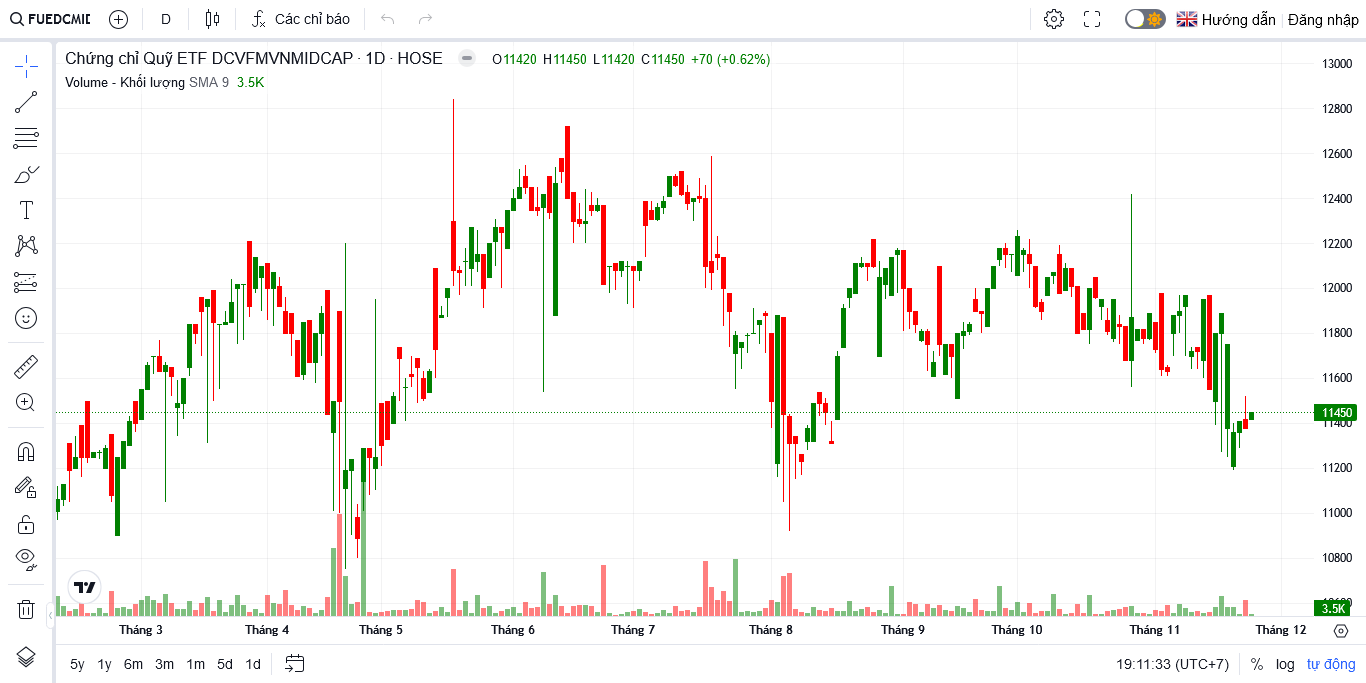 FUEDCMID D Các chỉ báo Hướng dẫn Đăng nhập
Chứng chỉ Quỹ ETF DCVFMVNMIDCAP · 1D · HOSE O11420 H11450 L11420 C11450 +70 (+0.62%)
Volume - Khối lượng SMA 9 3.5K
13000
12800
12600
12400
12200
12000
11800
11600
11450
11400
11200
11000
10800
10600
3.5K
Tháng 3 Tháng 4 Tháng 5 Tháng 6 Tháng 7 Tháng 8 Tháng 9 Tháng 10 Tháng 11 Tháng 12
5y 1y 6m 3m 1m 5d 1d 19:11:33 (UTC+7) % log tự động